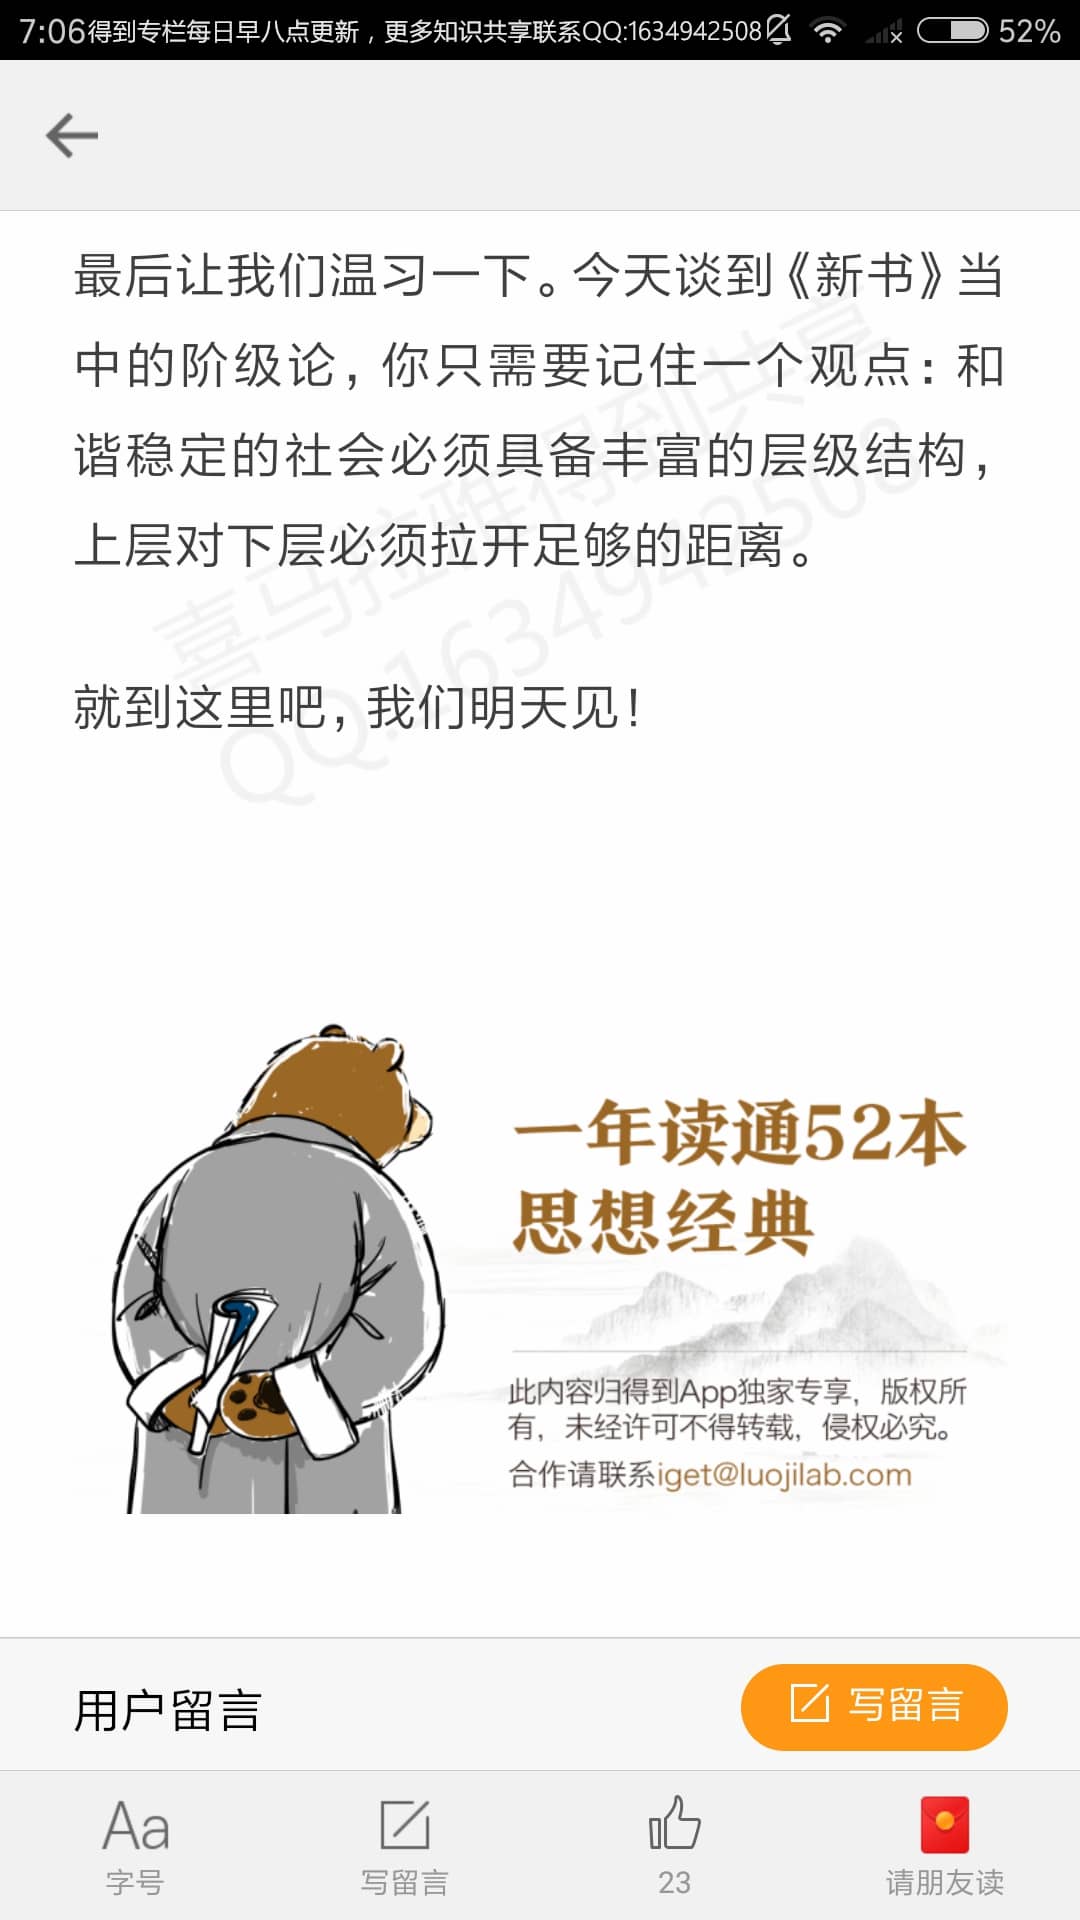 7:06得到专栏每日早八点更新，更多知识共享联系QQ:1634942508 52%
最后让我们温习一下。今天谈到《新书》当
中的阶级论，你只需要记住一个观点：和
谐稳定的社会必须具备丰富的层级结构，
上层对下层必须拉开足够的距离。
喜马拉雅得到共享
QQ:1634942508
就到这里吧，我们明天见！
一年读通52本
思想经典
此内容归得到App独家专享，版权所
有，未经许可不得转载，侵权必究。
合作请联系iget@luojilab.com
用户留言
写留言
Aa
字号
写留言
23
请朋友读